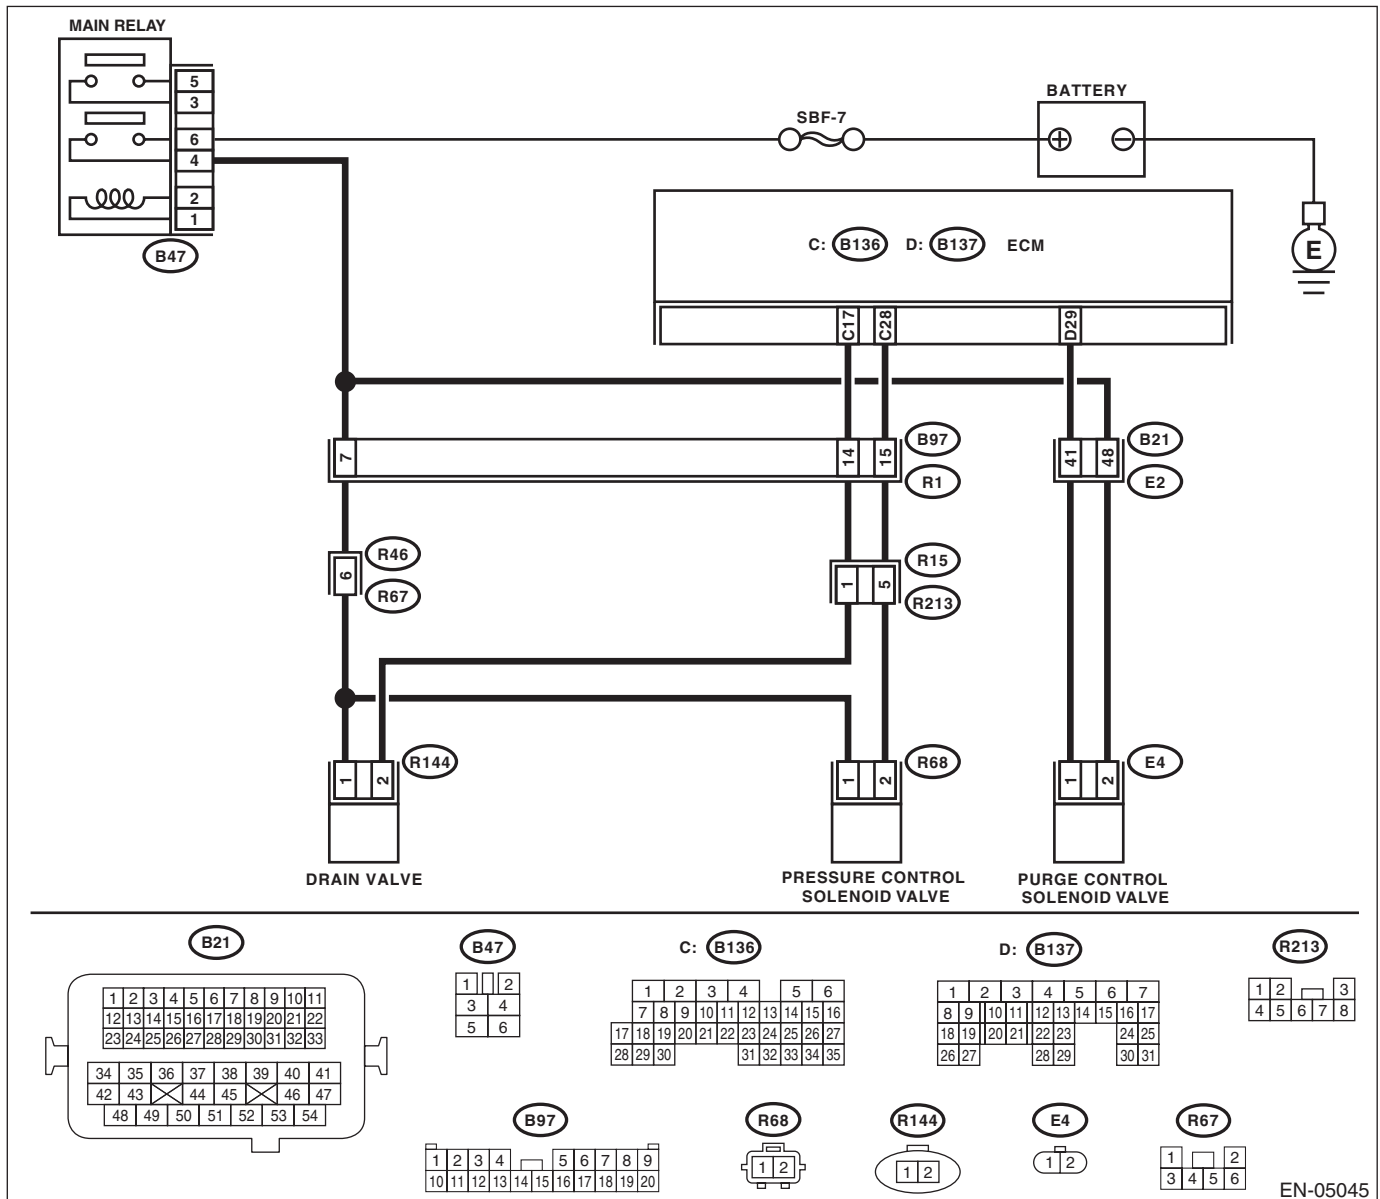 MAIN RELAY
5
3
6
4
2
1
B47
SBF-7
BATTERY
E
C: B136 D: B137 ECM
C17 C28 D29
7 14 15 B97
R1
41 48 B21
E2
6 R46
R67
1 5 R15
R213
1 2 R144
1 2 R68
1 2 E4
DRAIN VALVE
PRESSURE CONTROL
SOLENOID VALVE
PURGE CONTROL
SOLENOID VALVE
B21
1 2 3 4 5 6 7 8 9 10 11
12 13 14 15 16 17 18 19 20 21 22
23 24 25 26 27 28 29 30 31 32 33
34 35 36 37 38 39 40 41
42 43 44 45 46 47
48 49 50 51 52 53 54
B47
1 2
3 4
5 6
C: B136
1 2 3 4 5 6
7 8 9 10 11 12 13 14 15 16
17 18 19 20 21 22 23 24 25 26 27
28 29 30 31 32 33 34 35
D: B137
1 2 3 4 5 6 7
8 9 10 11 12 13 14 15 16 17
18 19 20 21 22 23 24 25
26 27 28 29 30 31
R213
1 2 3
4 5 6 7 8
B97
1 2 3 4 5 6 7 8 9
10 11 12 13 14 15 16 17 18 19 20
R68
1 2
R144
1 2
E4
1 2
R67
1 2
3 4 5 6
EN-05045